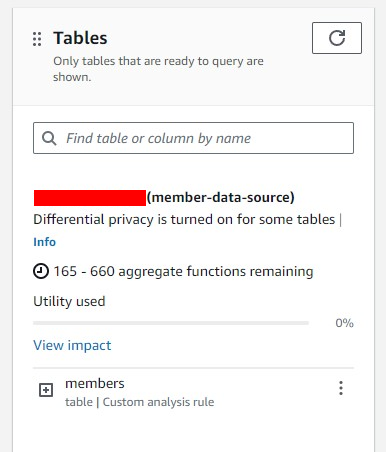 Tables
Only tables that are ready to query are
shown.
Find table or column by name
(member-data-source)
Differential privacy is turned on for some tables |
Info
165 - 660 aggregate functions remaining
Utility used
0%
View impact
members
table | Custom analysis rule